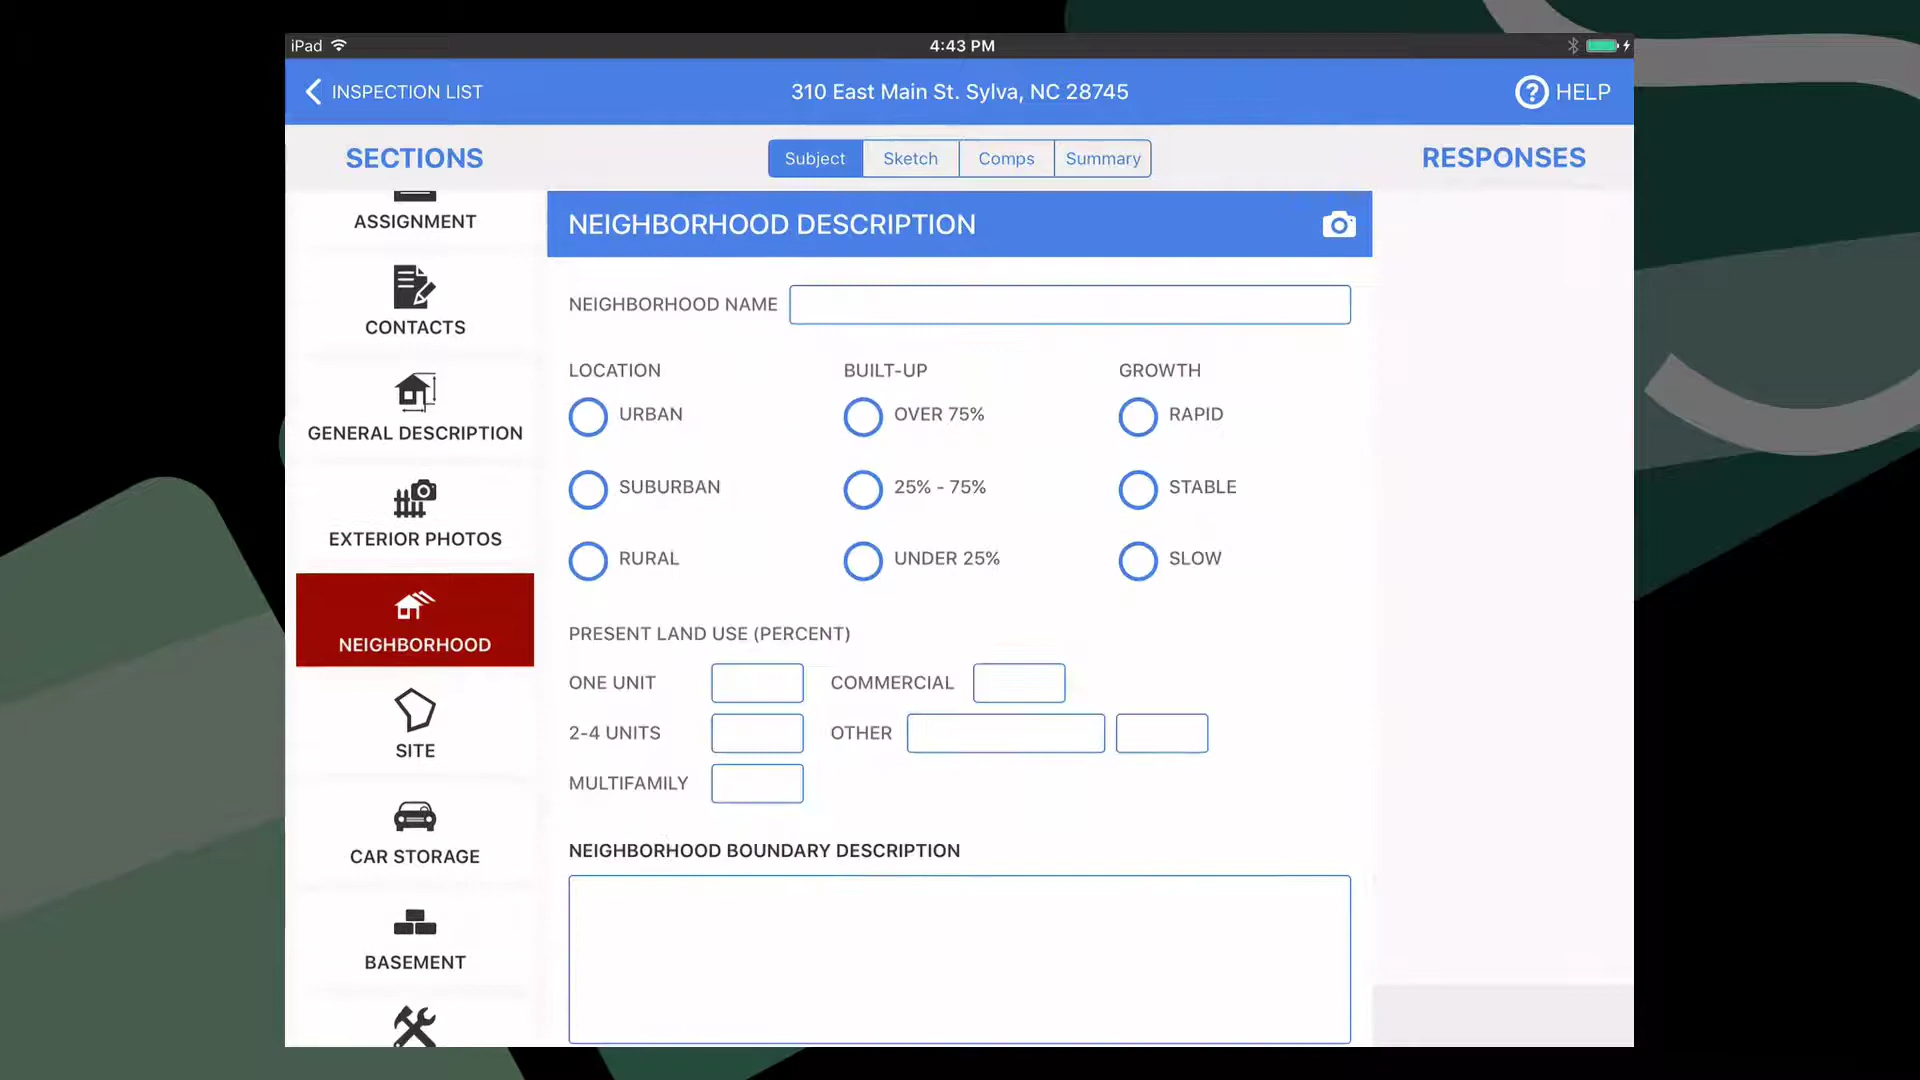 iPad
4:43 PM
INSPECTION LIST
310 East Main St. Sylva, NC 28745
? HELP
SECTIONS
Subject
Sketch
Comps
Summary
RESPONSES
ASSIGNMENT
CONTACTS
GENERAL DESCRIPTION
EXTERIOR PHOTOS
NEIGHBORHOOD
SITE
CAR STORAGE
BASEMENT
NEIGHBORHOOD DESCRIPTION
NEIGHBORHOOD NAME
LOCATION
URBAN
SUBURBAN
RURAL
BUILT-UP
OVER 75%
25% - 75%
UNDER 25%
GROWTH
RAPID
STABLE
SLOW
PRESENT LAND USE (PERCENT)
ONE UNIT
COMMERCIAL
2-4 UNITS
OTHER
MULTIFAMILY
NEIGHBORHOOD BOUNDARY DESCRIPTION